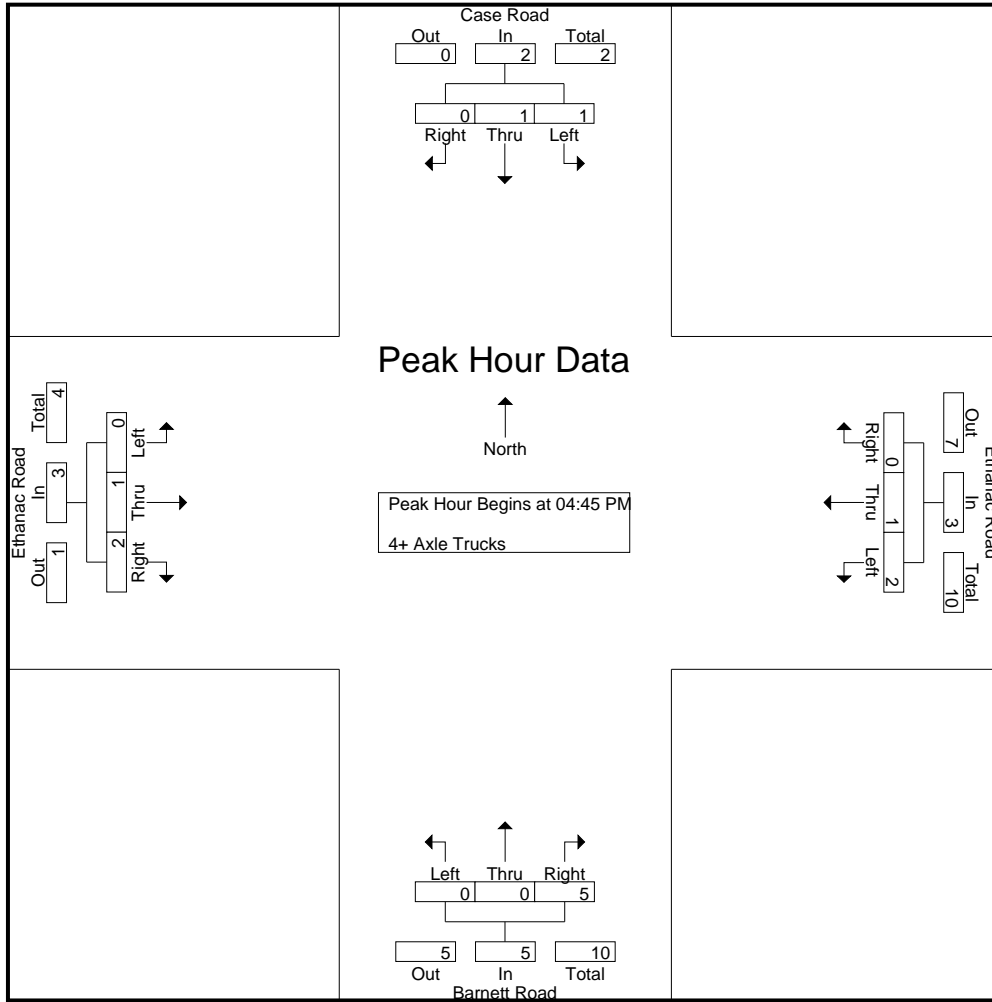 Case Road
Out In Total
0 2 2
0 1 1
Right Thru Left
Peak Hour Data
North
Peak Hour Begins at 04:45 PM
4+ Axle Trucks
Ethanac Road
Out In Total
1 3 4
0 1 2
Left Thru Right
Ethanac Road
Out In Total
7 3 10
0 1 2
Right Thru Left
Left Thru Right
0 0 5
5 5 10
Out In Total
Barnett Road